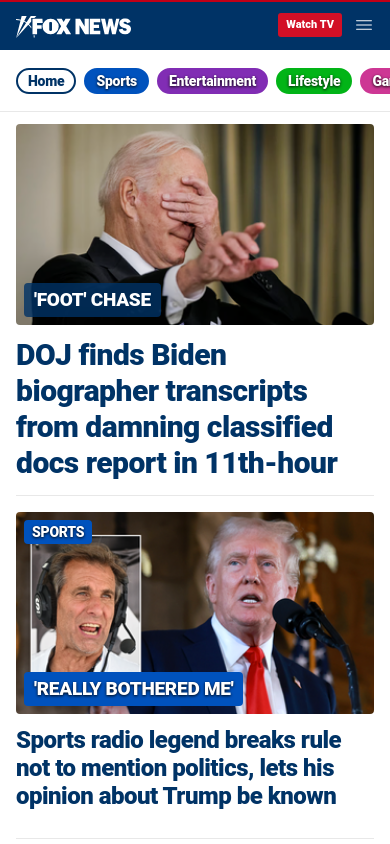 FOX NEWS
Watch TV
Home
Sports
Entertainment
Lifestyle
Ga
'FOOT' CHASE
DOJ finds Biden
biographer transcripts
from damning classified
docs report in 11th-hour
SPORTS
'REALLY BOTHERED ME'
Sports radio legend breaks rule
not to mention politics, lets his
opinion about Trump be known